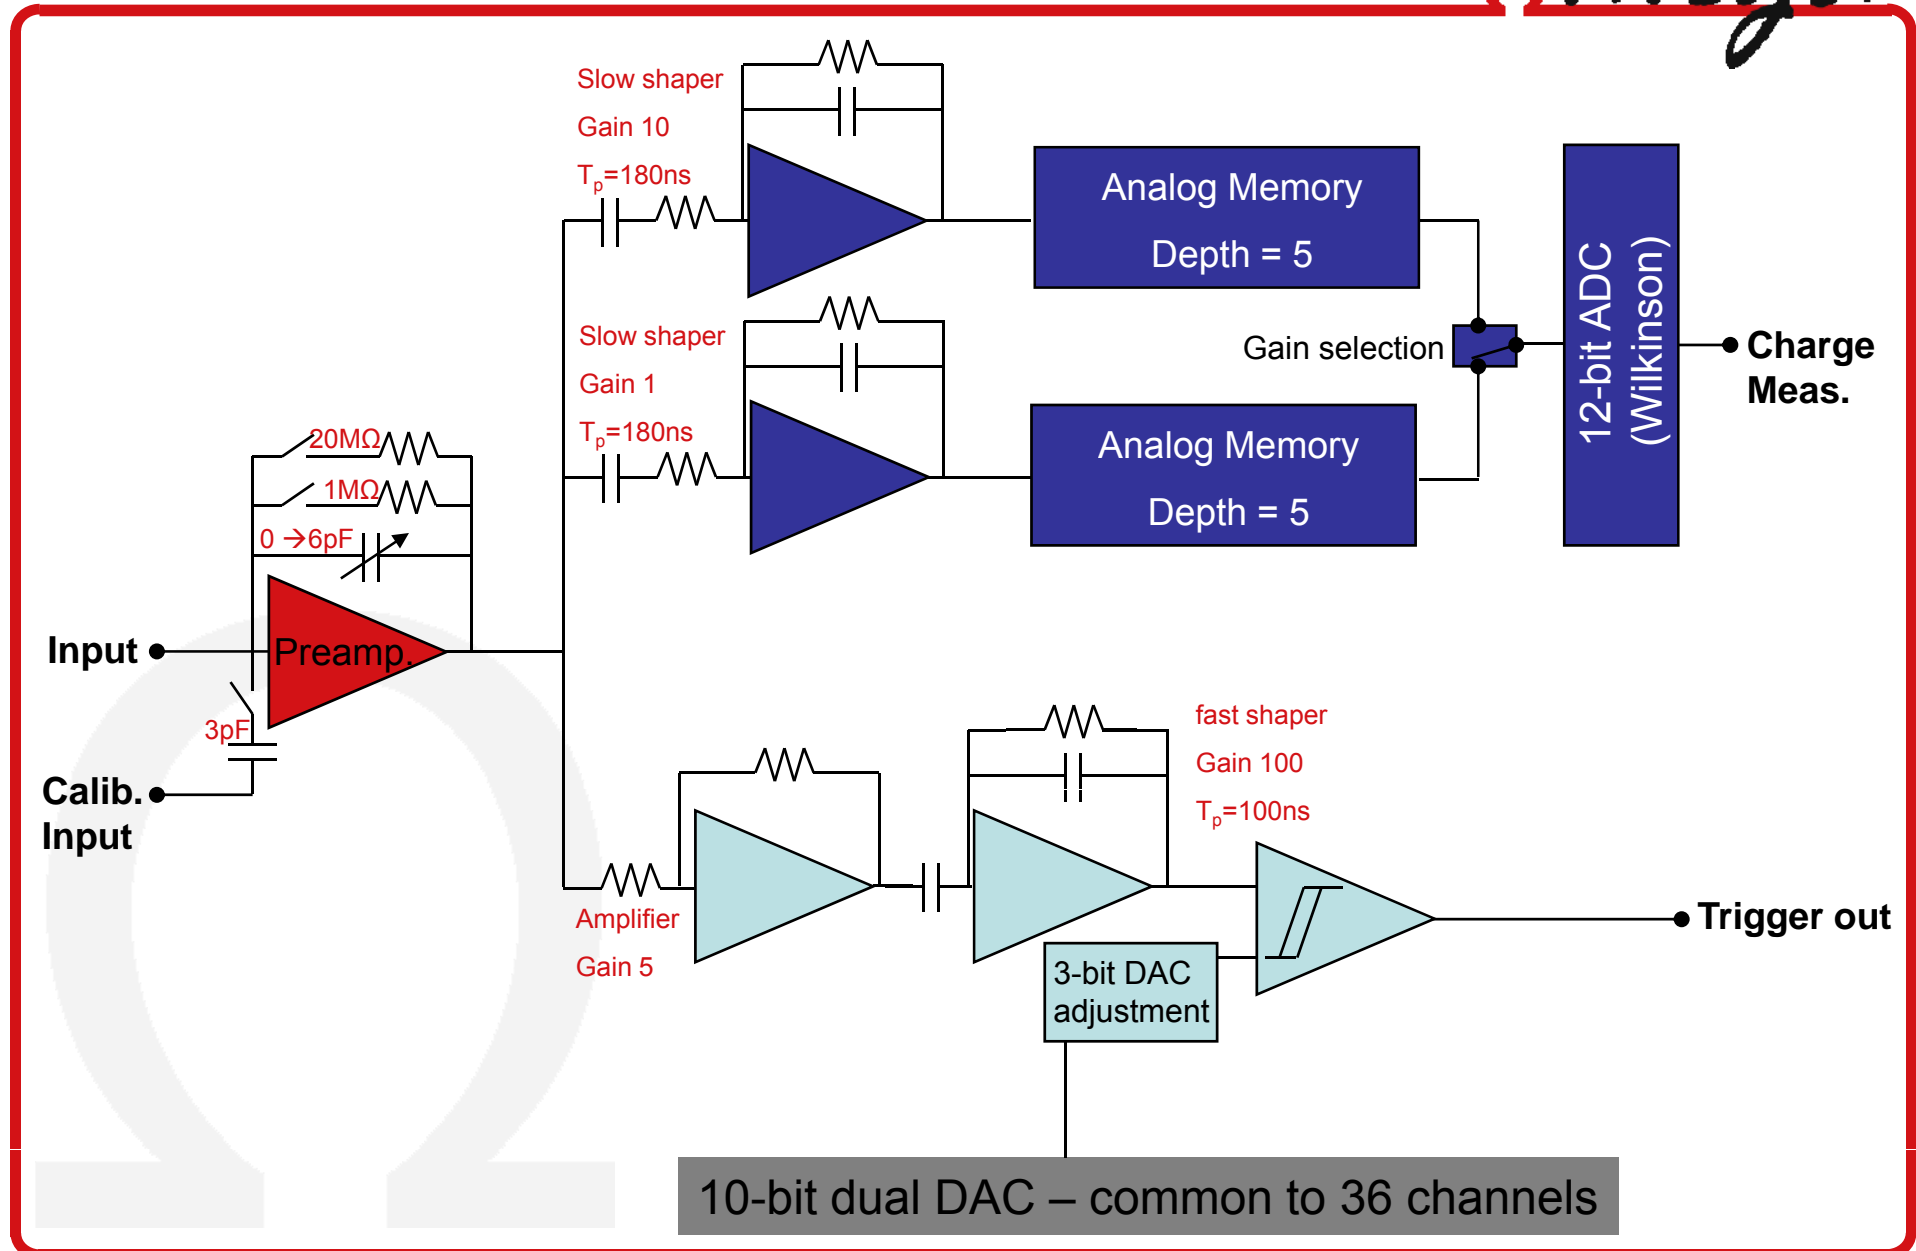 Slow shaper
Gain 10
Tp=180ns
Analog Memory
Depth = 5
Slow shaper
Gain 1
Tp=180ns
Analog Memory
Depth = 5
Gain selection
12-bit ADC
(Wilkinson)
Charge
Meas.
20MΩ
1MΩ
0 →6pF
Input
Preamp.
3pF
Calib.
Input
Amplifier
Gain 5
fast shaper
Gain 100
Tp=100ns
3-bit DAC
adjustment
Trigger out
10-bit dual DAC – common to 36 channels